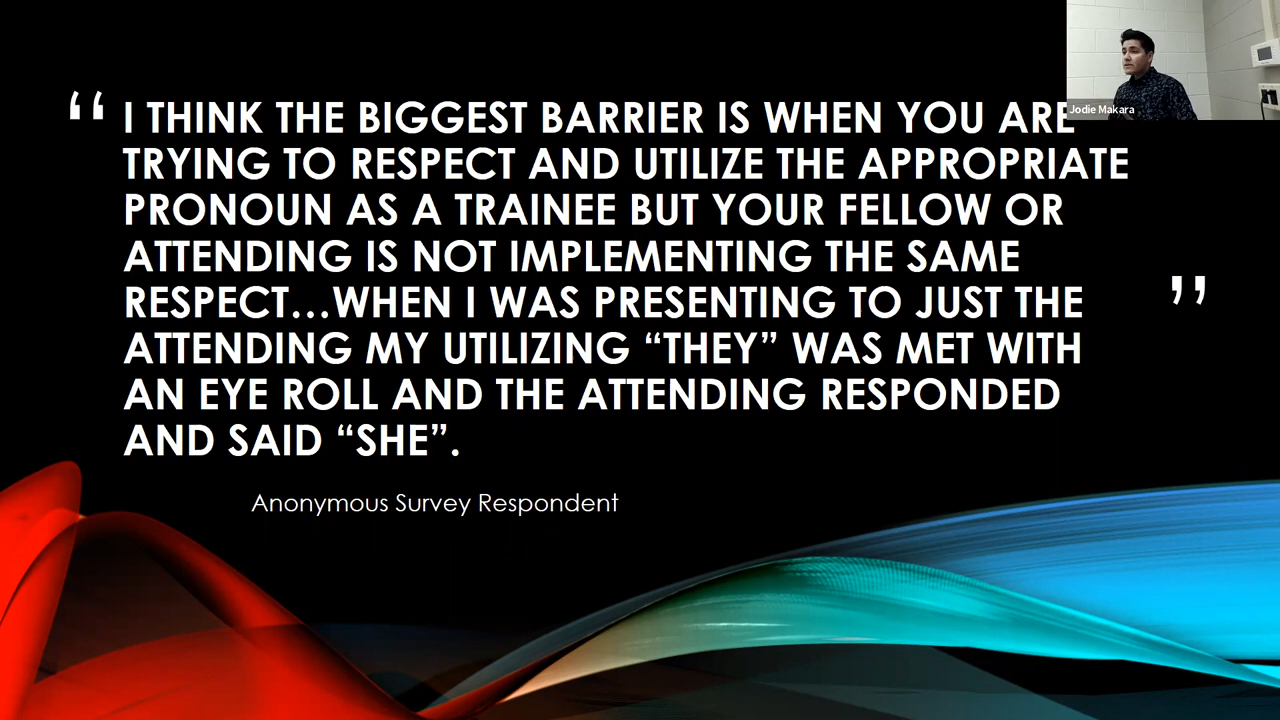 “ I THINK THE BIGGEST BARRIER IS WHEN YOU ARE
TRYING TO RESPECT AND UTILIZE THE APPROPRIATE
PRONOUN AS A TRAINEE BUT YOUR FELLOW OR
ATTENDING IS NOT IMPLEMENTING THE SAME
RESPECT…WHEN I WAS PRESENTING TO JUST THE
ATTENDING MY UTILIZING “THEY” WAS MET WITH
AN EYE ROLL AND THE ATTENDING RESPONDED
AND SAID “SHE”. ”
Anonymous Survey Respondent
Jodie Makara